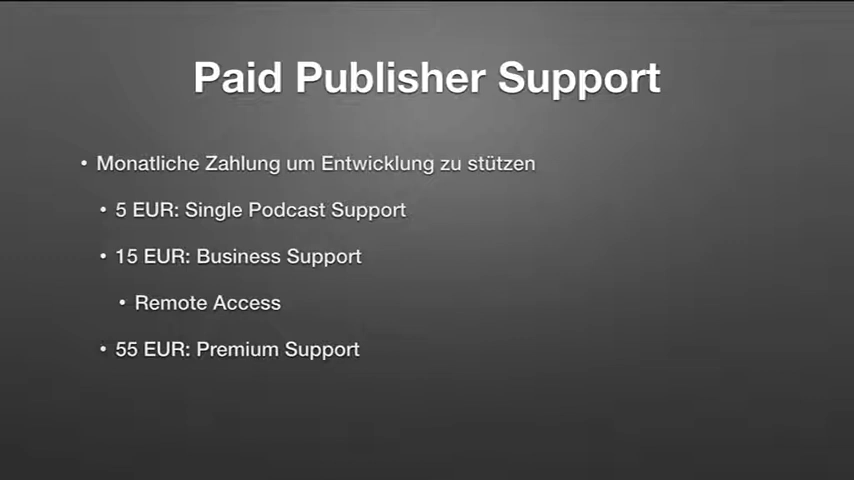 Paid Publisher Support
• Monatliche Zahlung um Entwicklung zu stützen
• 5 EUR: Single Podcast Support
• 15 EUR: Business Support
• Remote Access
• 55 EUR: Premium Support